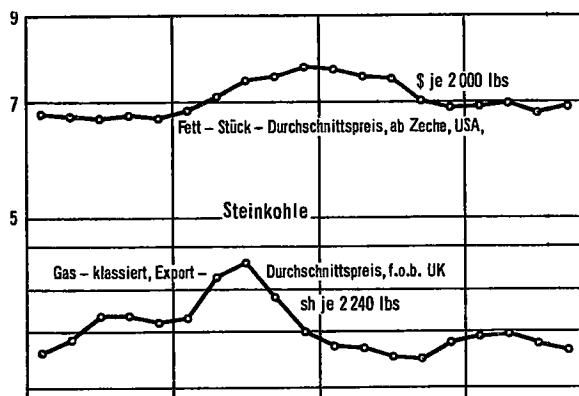 9
$ je 2 000 lbs
7
Fett – Stück – Durchschnittspreis, ab Zeche, USA,
5
Steinkohle
Gas – klassiert, Export – Durchschnittspreis, f.o.b. UK
sh je 2 240 lbs